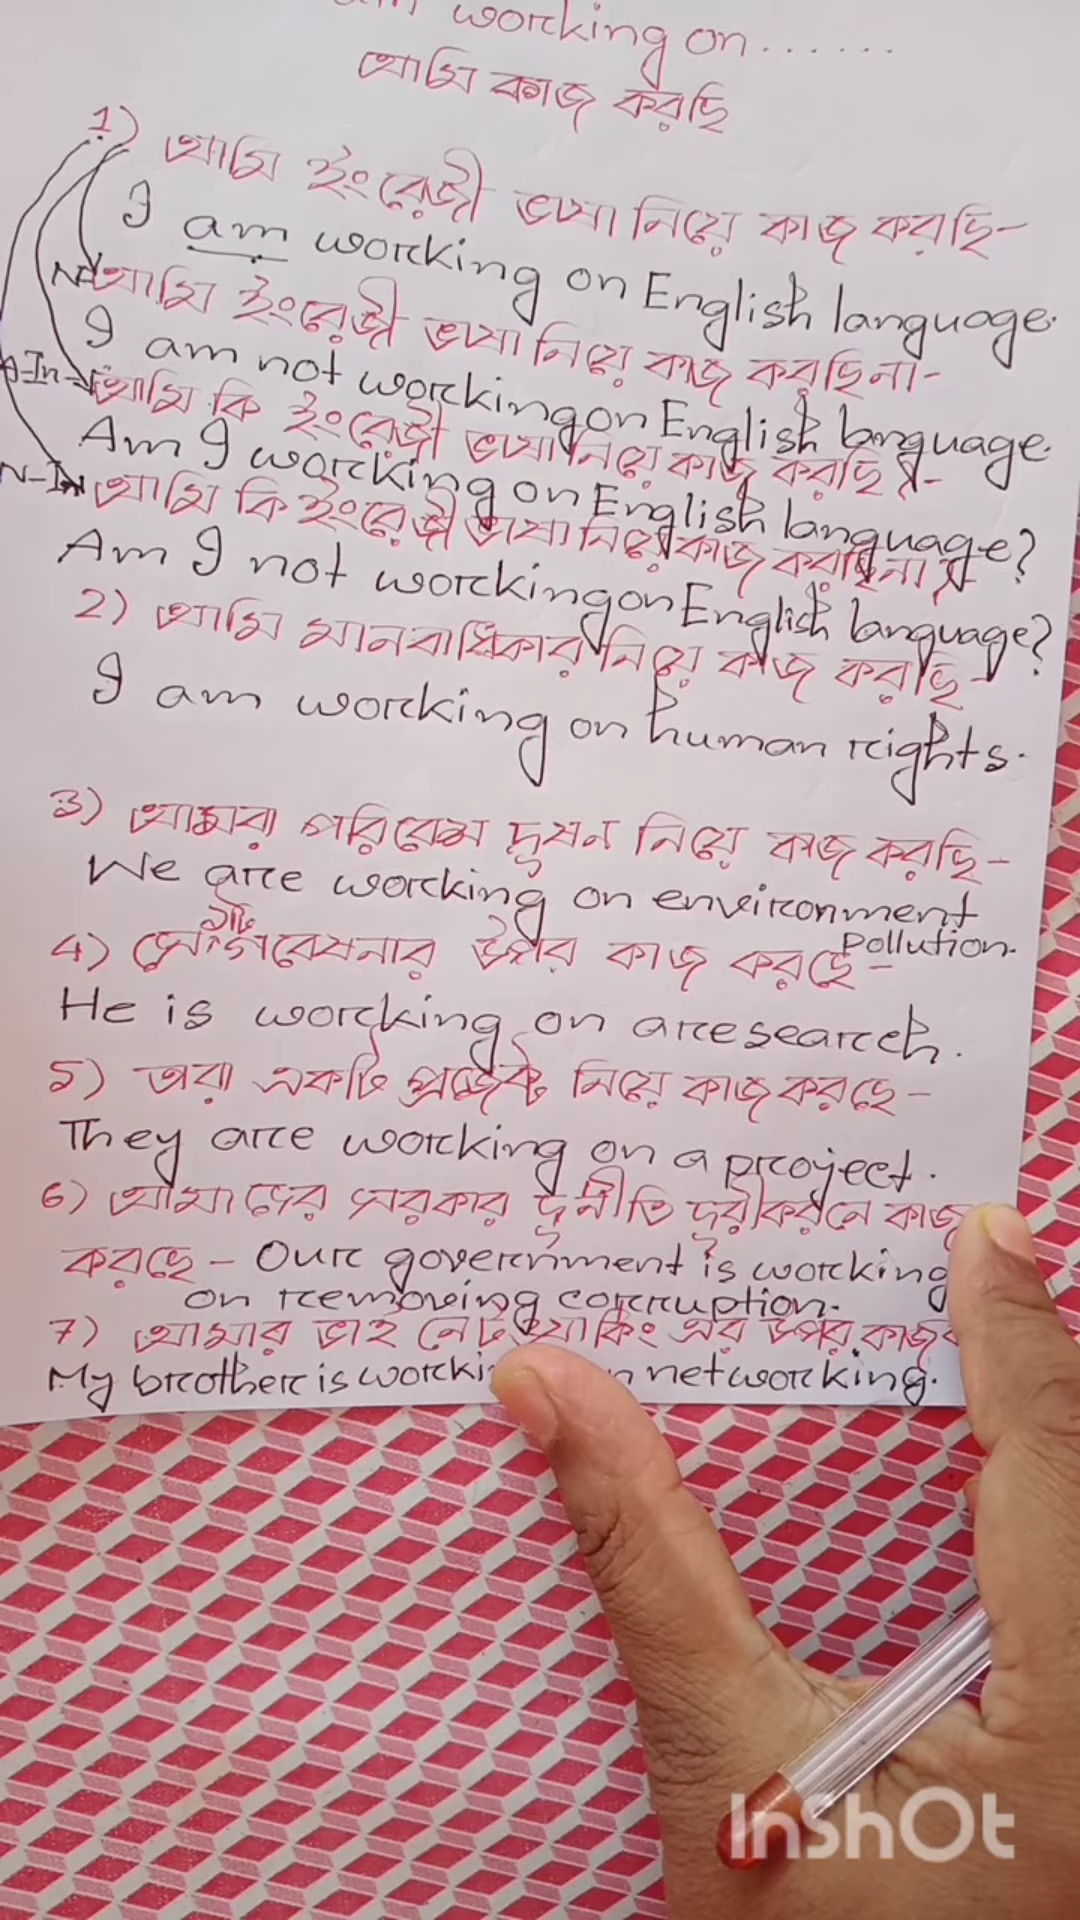 working on......
আমি কাজ করছি
1) আমি ইংরেজী ভাষা নিয়ে কাজ করছি-
I am working on English language.
N- আমি ইংরেজী ভাষা নিয়ে কাজ করছিনা-
I am not working on English language.
A-In- আমি কি ইংরেজী ভাষা নিয়ে কাজ করছি?-
Am I working on English language?
N-In আমি কি ইংরেজী ভাষা নিয়ে কাজ করছিনা?
Am I not working on English language?
2) আমি মানবাধিকার নিয়ে কাজ করছি-
I am working on human rights.
3) আমরা পরিবেশ দূষন নিয়ে কাজ করছি-
We are working on environment
pollution.
4) সে গবেষনার উপর কাজ করছে-
He is working on a research.
5) তারা একটি প্রজেক্ট নিয়ে কাজ করছে-
They are working on a project.
6) আমাদের সরকার দূর্নীতি দূরীকরনে কাজ
করছে- Our government is working
on removing corruption.
7) আমার ভাই নেটওয়ার্কিং এর উপর কাজ
My brother is working networking.
InShOt